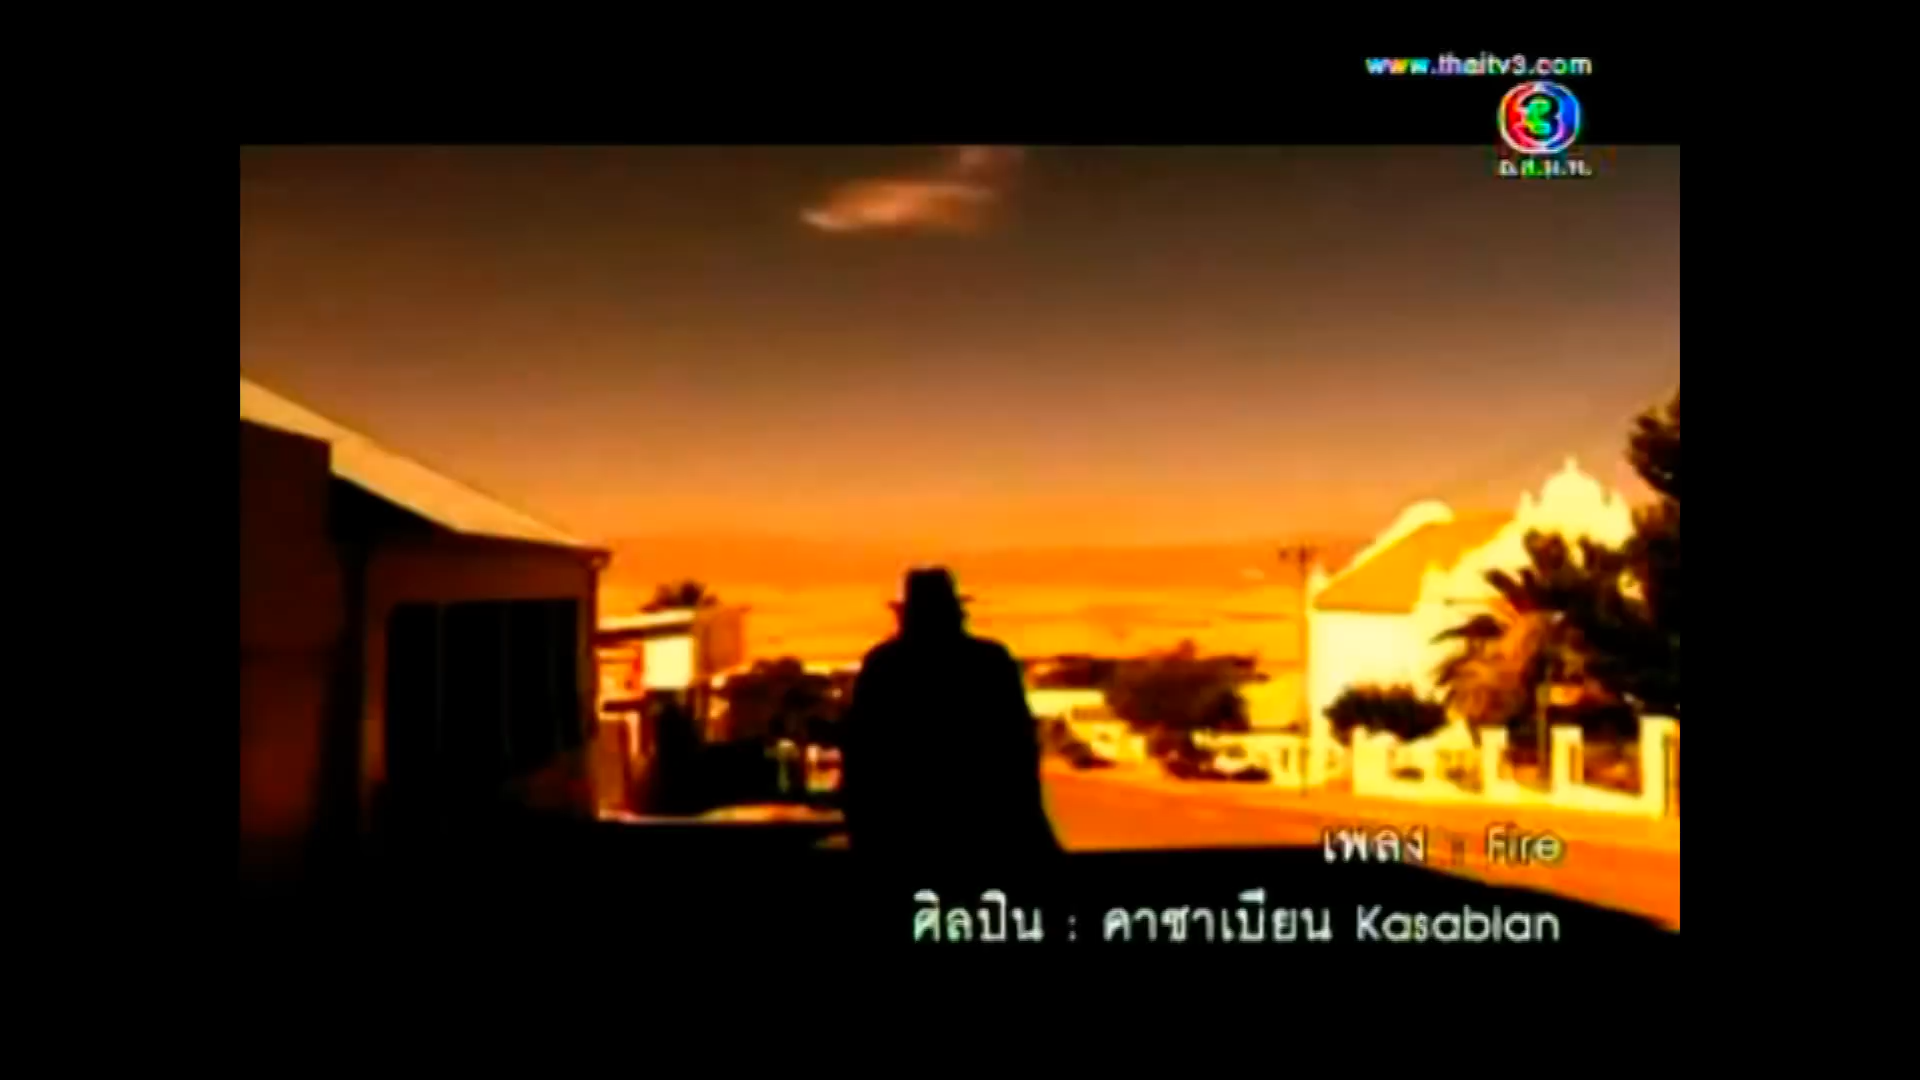 www.thaitv3.com
3
อ.ส.ม.ท.
เพลง : Fire
ศิลปิน : คาซาเบียน Kasabian